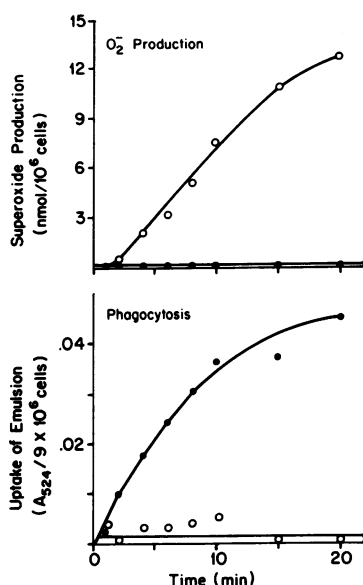 O₂⁻ Production
15
12
9
6
3
Superoxide Production
(nmol/10⁶ cells)
Phagocytosis
.04
.02
0
Uptake of Emulsion
(A₅₂₄/9 X 10⁶ cells)
0 10 20
Time (min)